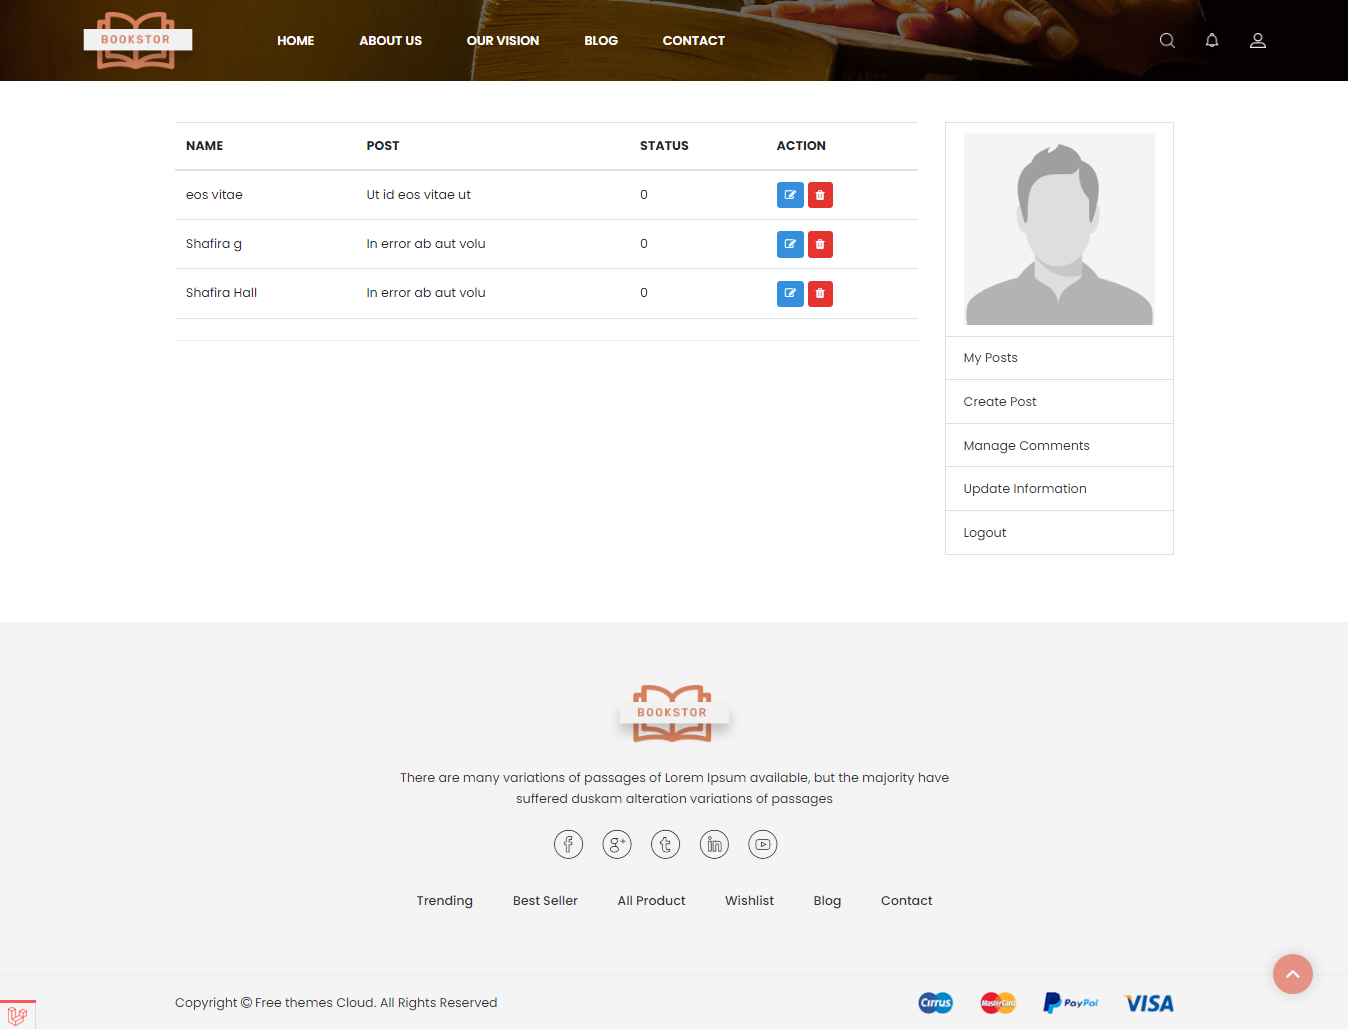 BOOKSTOR
HOME ABOUT US OUR VISION BLOG CONTACT
NAME POST STATUS ACTION
eos vitae Ut id eos vitae ut 0
Shafira g In error ab aut volu 0
Shafira Hall In error ab aut volu 0
My Posts
Create Post
Manage Comments
Update Information
Logout
BOOKSTOR
There are many variations of passages of Lorem Ipsum available, but the majority have
suffered duskam alteration variations of passages
Trending Best Seller All Product Wishlist Blog Contact
Copyright © Free themes Cloud. All Rights Reserved
Cirrus MasterCard PayPal VISA